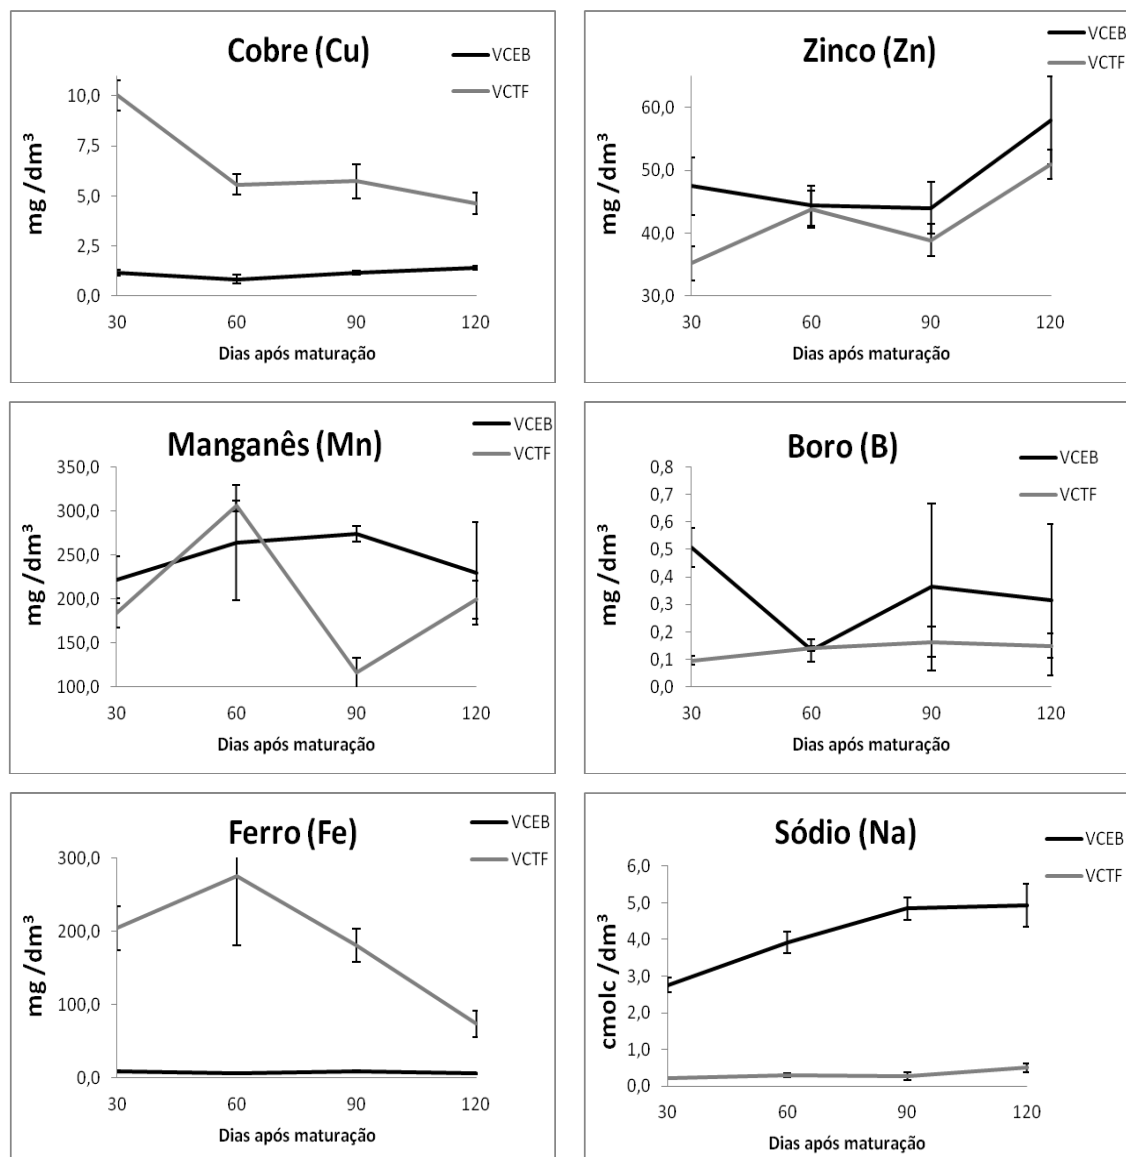 Cobre (Cu)
VCEB
VCTF
mg /dm³
10,0
7,5
5,0
2,5
0,0
30 60 90 120
Dias após maturação
Zinco (Zn)
VCEB
VCTF
mg /dm³
60,0
50,0
40,0
30,0
30 60 90 120
Dias após maturação
Manganês (Mn)
VCEB
VCTF
mg /dm³
350,0
300,0
250,0
200,0
150,0
100,0
30 60 90 120
Dias após maturação
Boro (B)
VCEB
VCTF
mg /dm³
0,8
0,7
0,6
0,5
0,4
0,3
0,2
0,1
0,0
30 60 90 120
Dias após maturação
Ferro (Fe)
VCEB
VCTF
mg /dm³
300,0
200,0
100,0
0,0
30 60 90 120
Dias após maturação
Sódio (Na)
VCEB
VCTF
cmolc /dm³
6,0
5,0
4,0
3,0
2,0
1,0
0,0
30 60 90 120
Dias após maturação